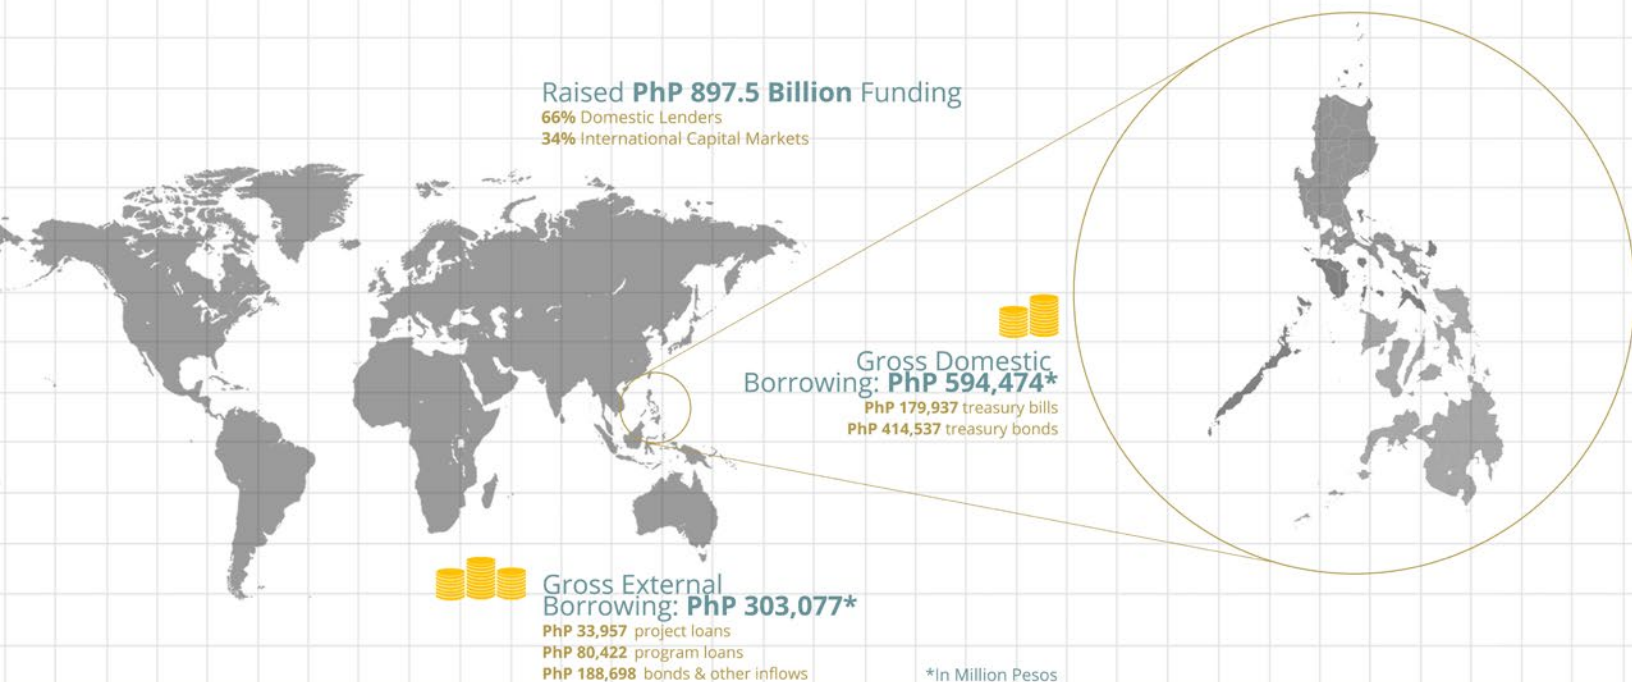 Raised PhP 897.5 Billion Funding
66% Domestic Lenders
34% International Capital Markets
Gross Domestic
Borrowing: PhP 594,474*
PhP 179,937 treasury bills
PhP 414,537 treasury bonds
Gross External
Borrowing: PhP 303,077*
PhP 33,957 project loans
PhP 80,422 program loans
PhP 188,698 bonds & other inflows
*In Million Pesos